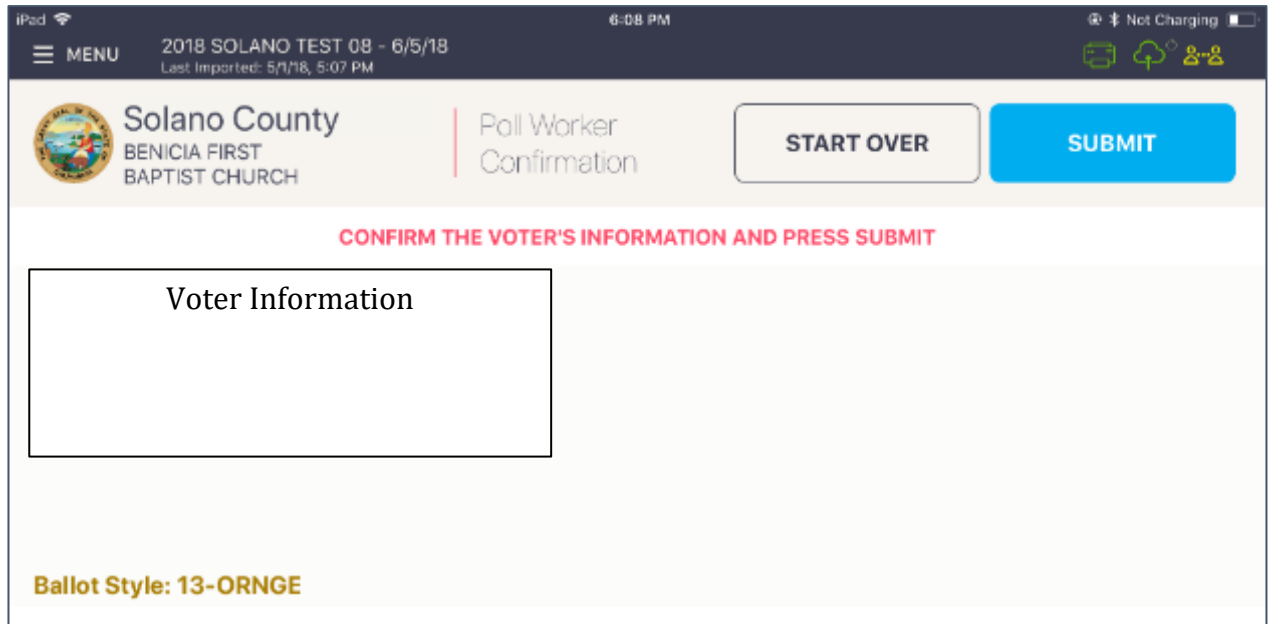 iPad 6:08 PM Not Charging
MENU
2018 SOLANO TEST 08 - 6/5/18
Last Imported: 5/1/18, 5:07 PM
Solano County
BENICIA FIRST
BAPTIST CHURCH
Poll Worker
Confirmation
START OVER
SUBMIT
CONFIRM THE VOTER'S INFORMATION AND PRESS SUBMIT
Voter Information
Ballot Style: 13-ORNGE